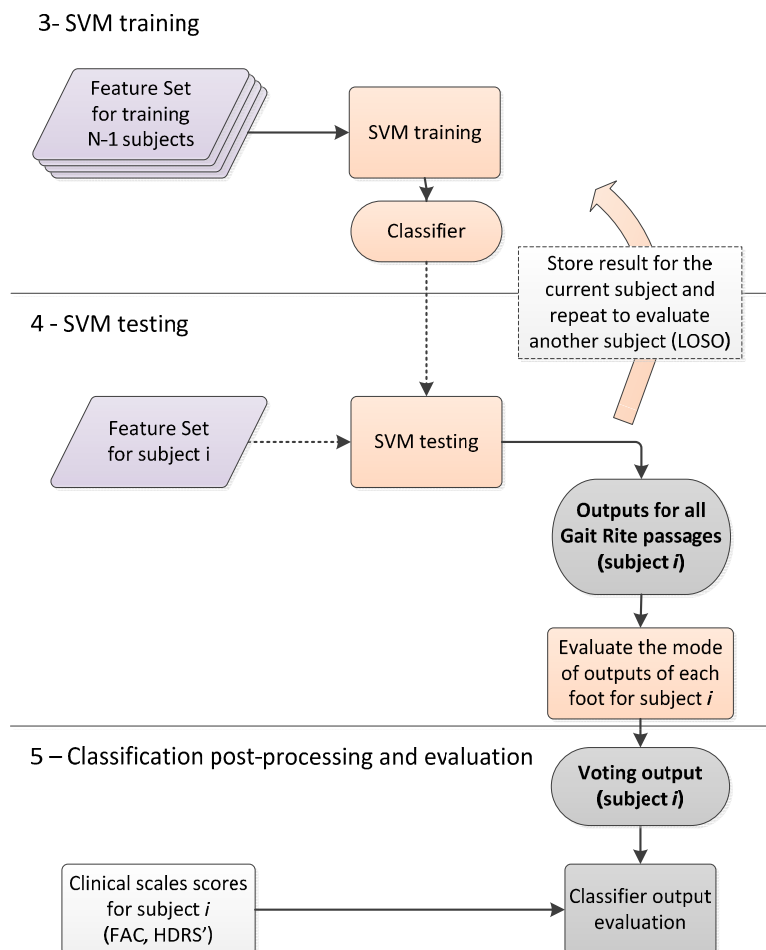 3- SVM training
Feature Set
for training
N-1 subjects
SVM training
Classifier
Store result for the
current subject and
repeat to evaluate
another subject (LOSO)
4 - SVM testing
Feature Set
for subject i
SVM testing
Outputs for all
Gait Rite passages
(subject i)
Evaluate the mode
of outputs of each
foot for subject i
5 – Classification post-processing and evaluation
Voting output
(subject i)
Clinical scales scores
for subject i
(FAC, HDRS')
Classifier output
evaluation